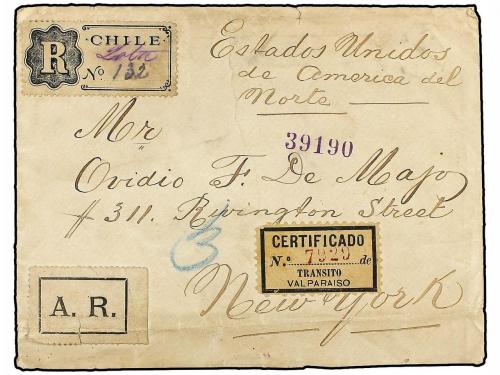 R CHILE
Lota
No 132
Estados Unidos
de America del
Norte
39190
Mr
Ovidio F. De Majo
# 311. Rivington Street
3
CERTIFICADO
N.o 7929 de
TRANSITO
VALPARAISO
A. R.
New York